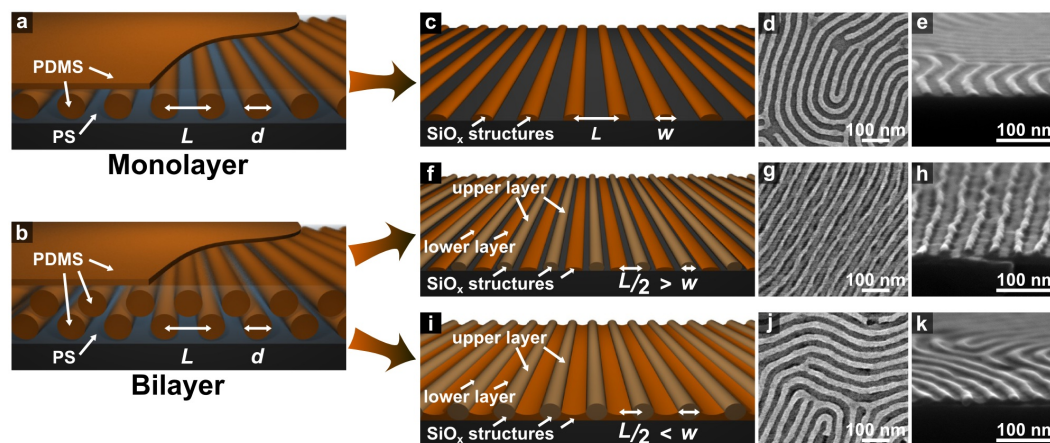 a
PDMS
PS
L
d
Monolayer
b
PDMS
PS
L
d
Bilayer
c
SiOₓ structures
L
w
d
100 nm
e
100 nm
f
upper layer
lower layer
SiOₓ structures
L/2 > w
g
100 nm
h
100 nm
i
upper layer
lower layer
SiOₓ structures
L/2 < w
j
100 nm
k
100 nm